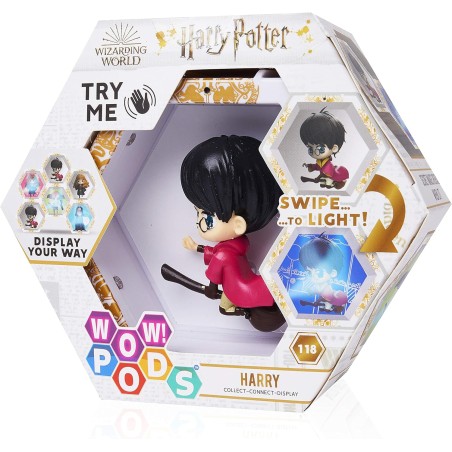 WIZARDING
WORLD
Harry Potter
TRY
ME
SWIPE...
...TO LIGHT!
DISPLAY
YOUR WAY
WOW!
PODS
118
HARRY
COLLECT•CONNECT•DISPLAY